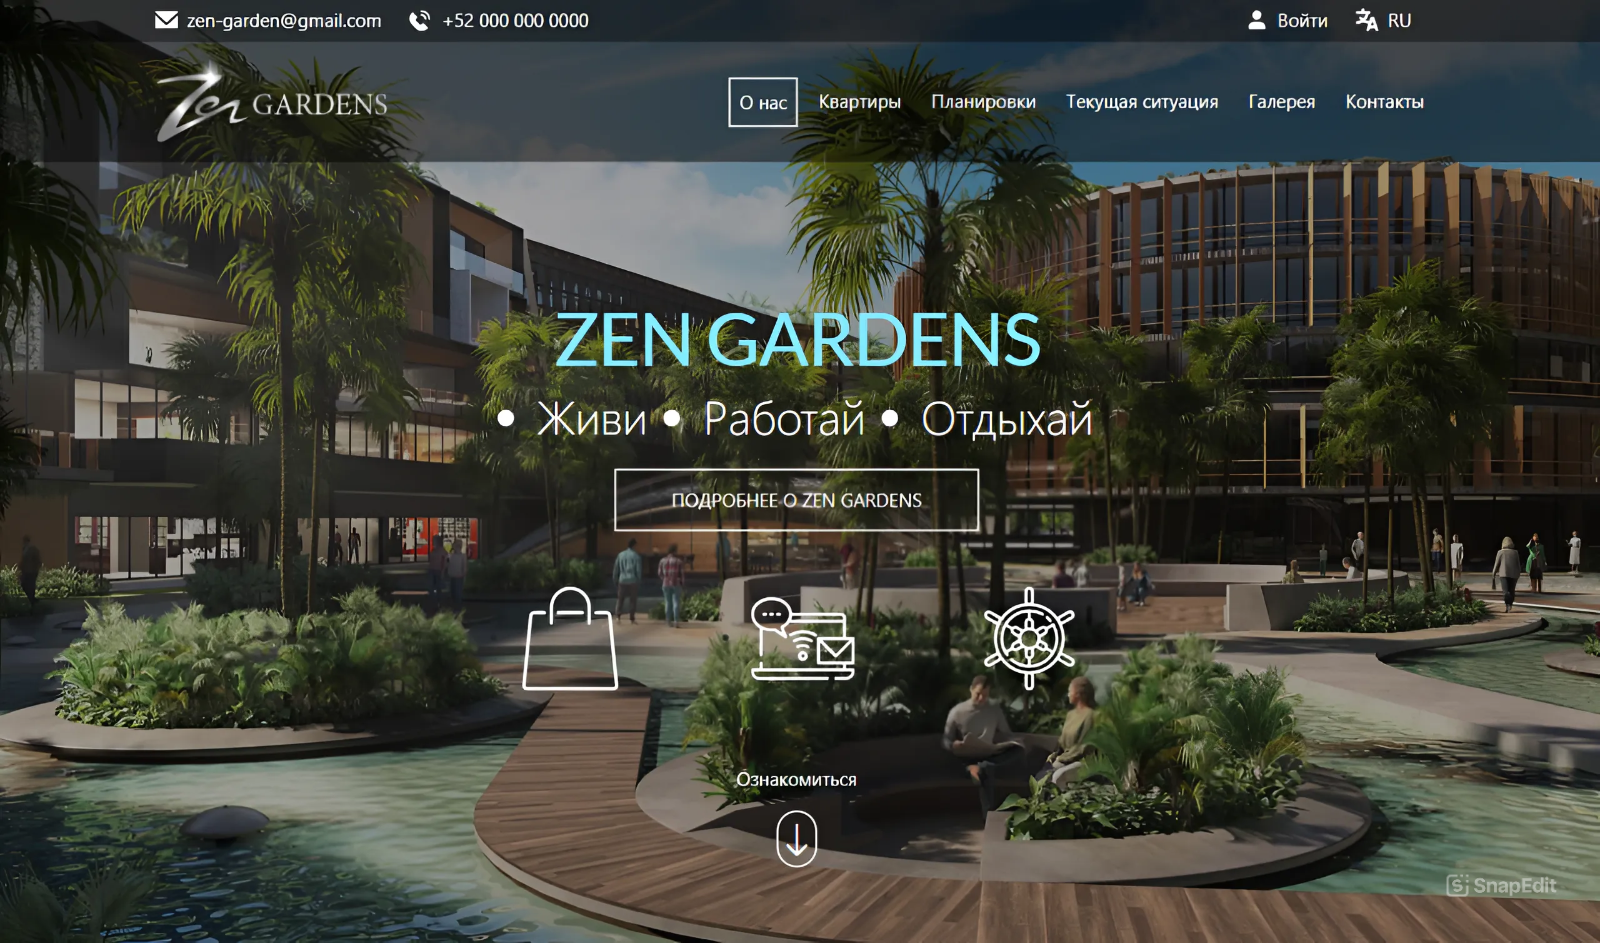 zen-garden@gmail.com +52 000 000 0000 Войти RU
Zen GARDENS
О нас Квартиры Планировки Текущая ситуация Галерея Контакты
ZEN GARDENS
• Живи • Работай • Отдыхай
ПОДРОБНЕЕ О ZEN GARDENS
Ознакомиться
SnapEdit